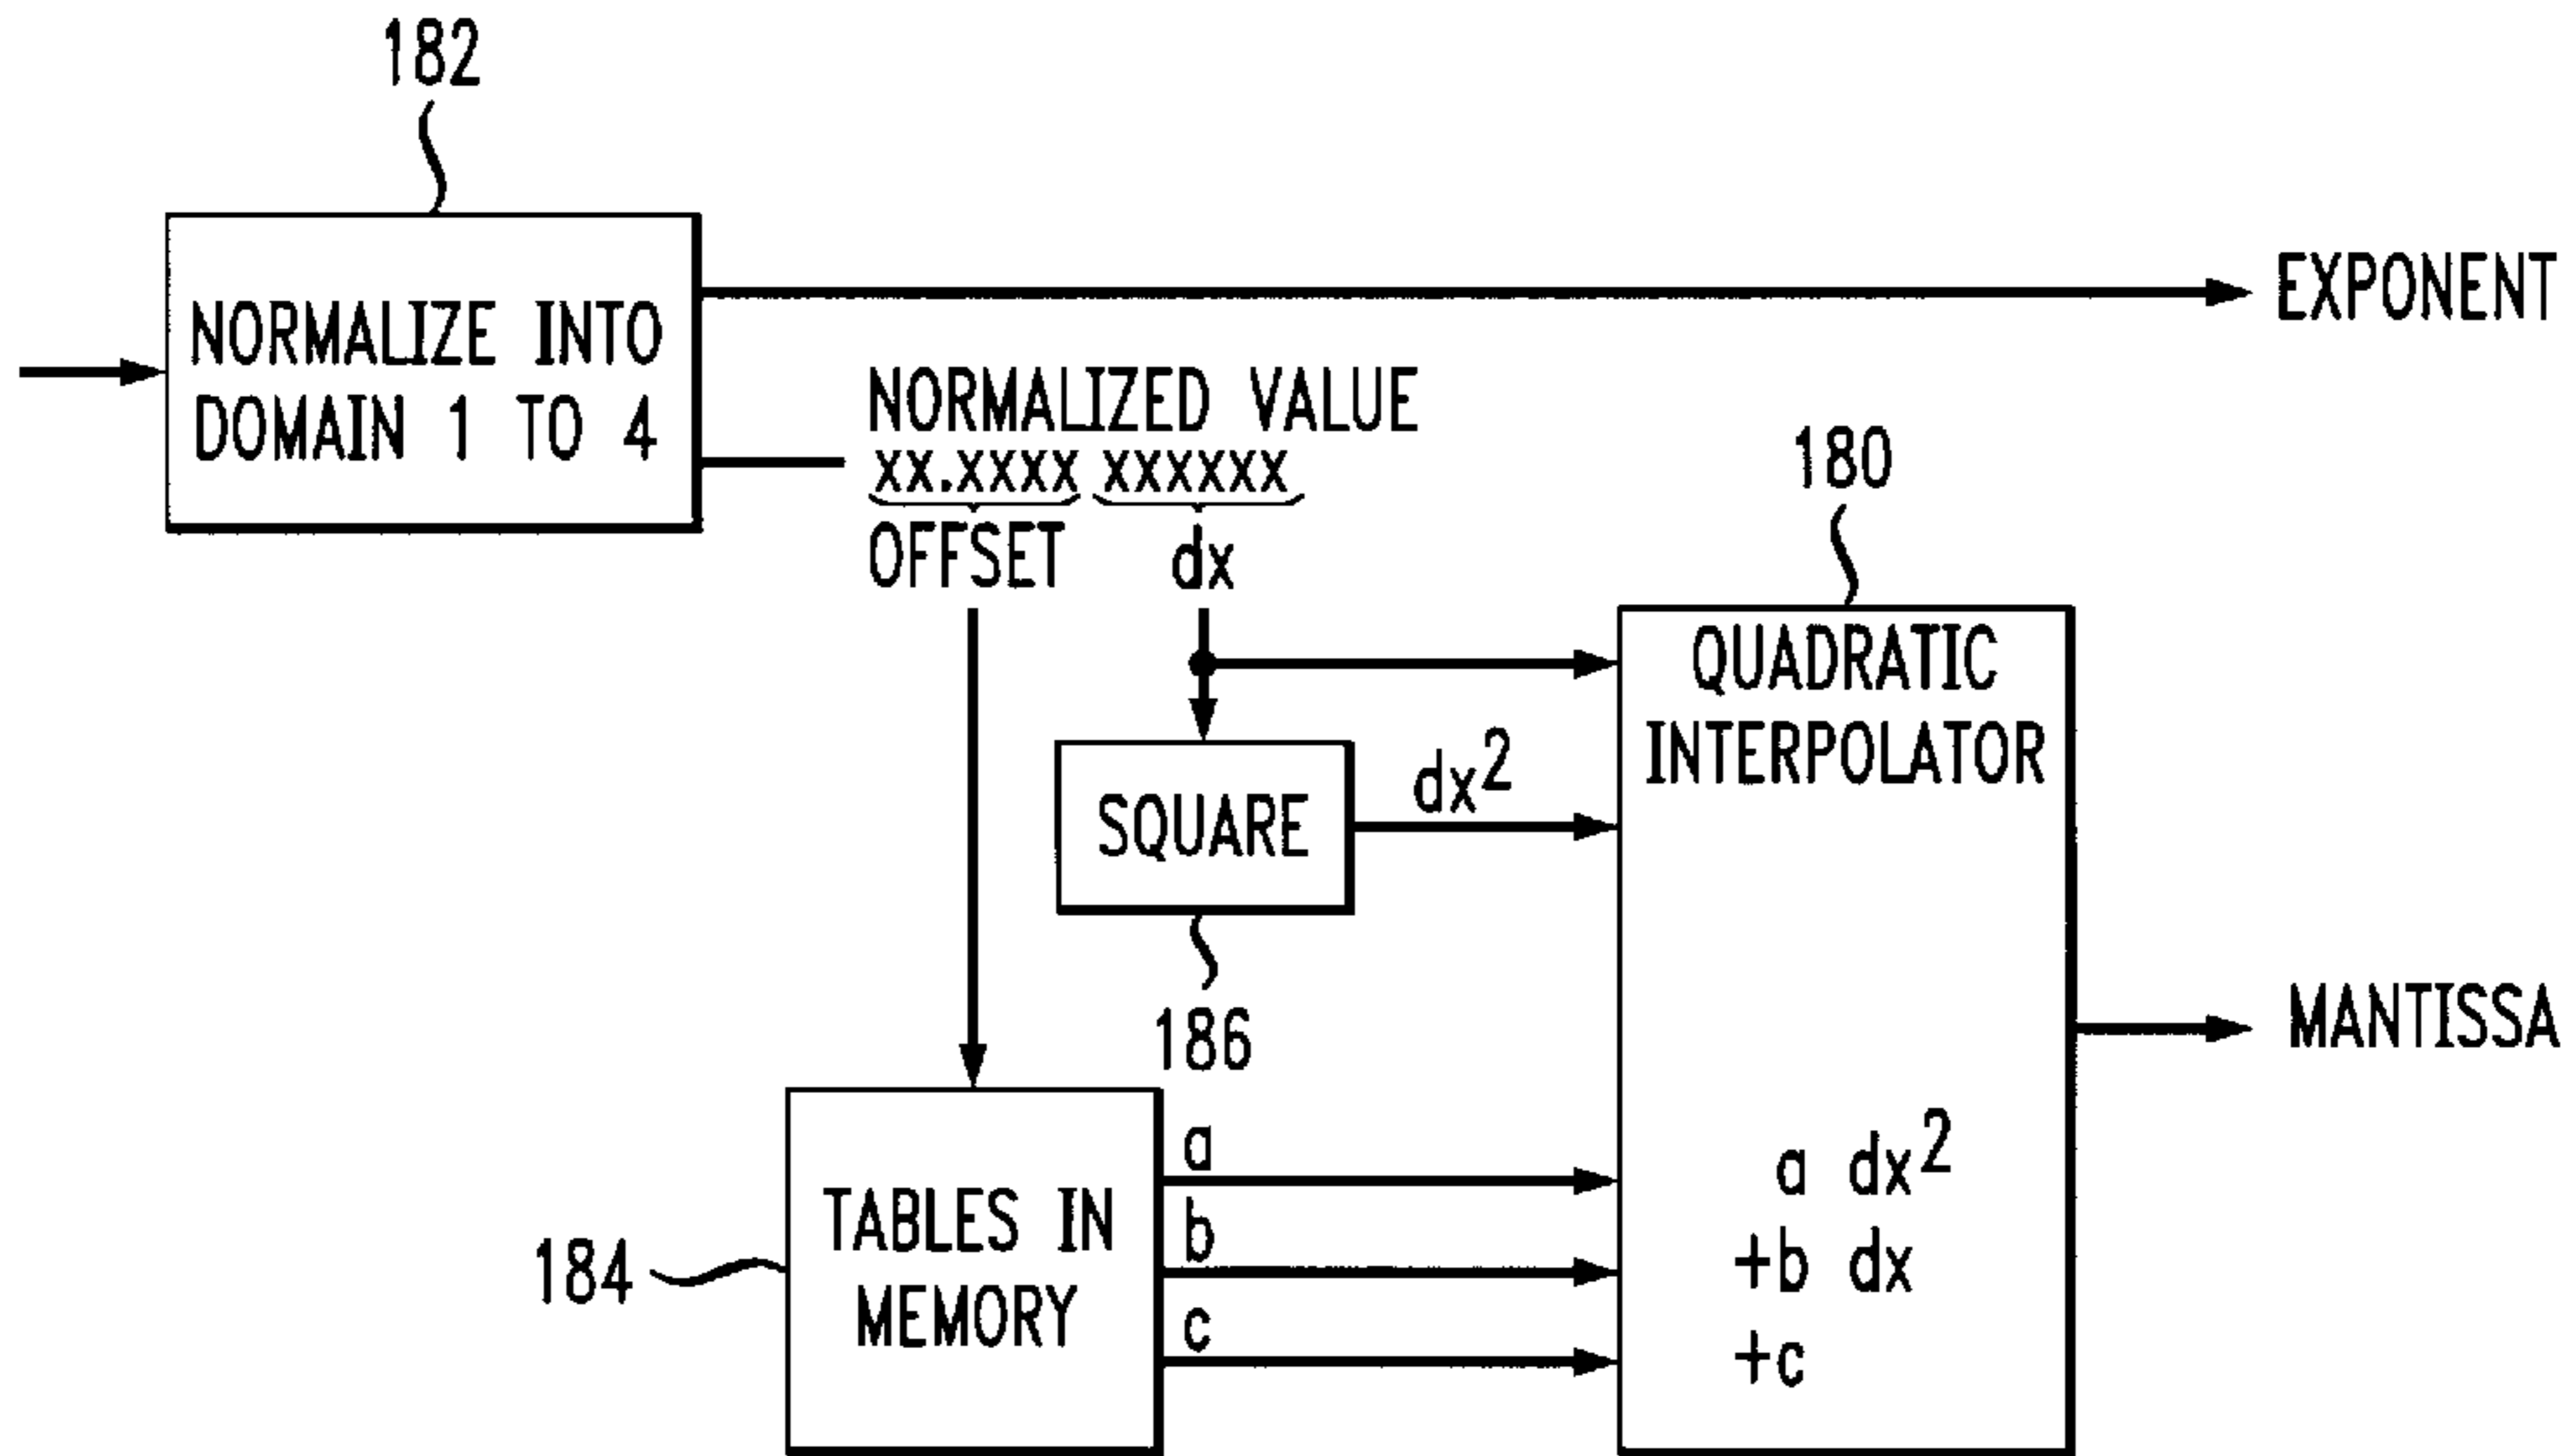 182
NORMALIZE INTO
DOMAIN 1 TO 4
EXPONENT
NORMALIZED VALUE
xx.xxxx xxxxxx
OFFSET
dx
180
QUADRATIC
INTERPOLATOR
SQUARE
dx²
186
MANTISSA
184
TABLES IN
MEMORY
a
b
c
a dx²
+b dx
+c